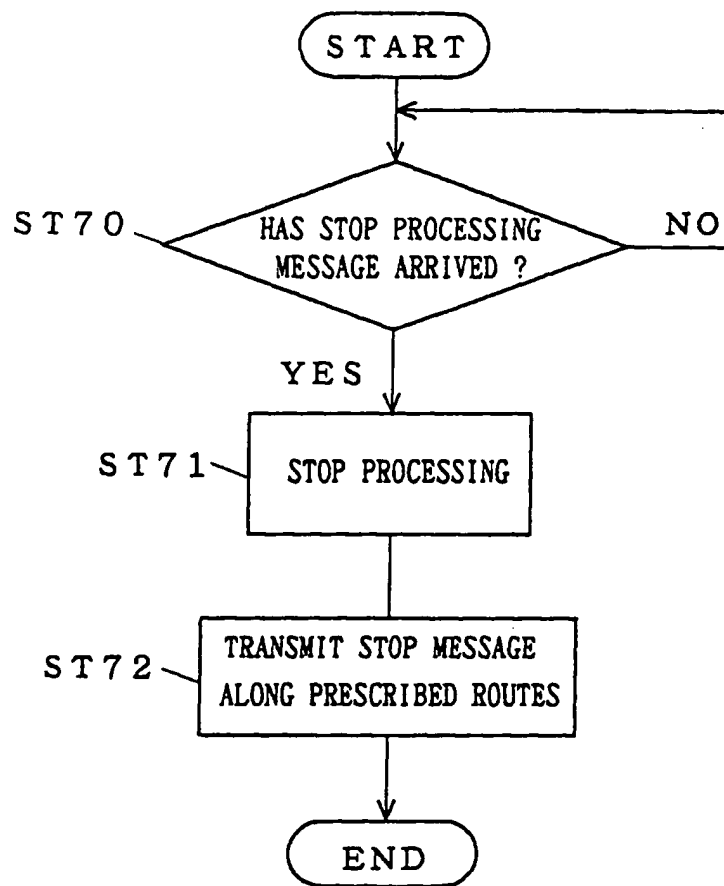 START
ST70
HAS STOP PROCESSING
MESSAGE ARRIVED ?
NO
YES
ST71
STOP PROCESSING
ST72
TRANSMIT STOP MESSAGE
ALONG PRESCRIBED ROUTES
END